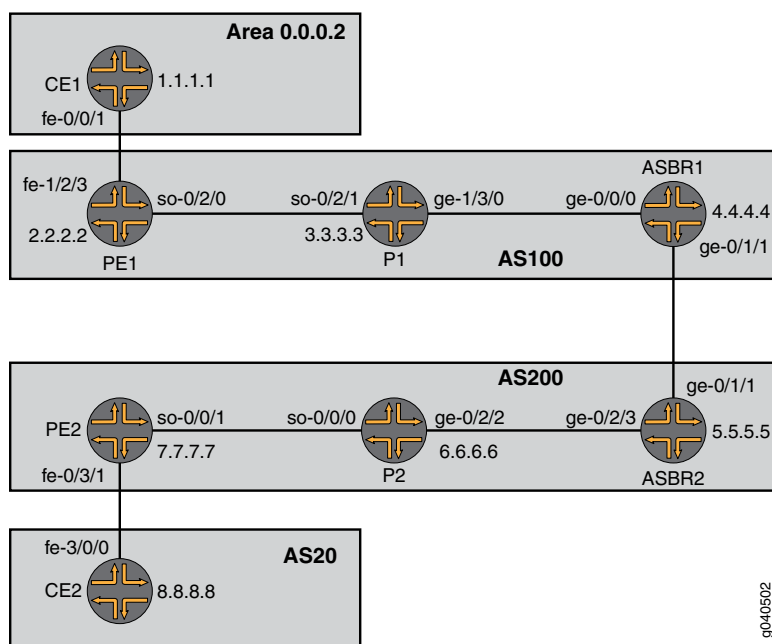 Area 0.0.0.2
CE1
1.1.1.1
fe-0/0/1
ASBR1
fe-1/2/3
so-0/2/0
so-0/2/1
ge-1/3/0
ge-0/0/0
4.4.4.4
2.2.2.2
3.3.3.3
ge-0/1/1
PE1
P1
AS100
AS200
ge-0/1/1
PE2
so-0/0/1
so-0/0/0
ge-0/2/2
ge-0/2/3
5.5.5.5
7.7.7.7
6.6.6.6
fe-0/3/1
P2
ASBR2
fe-3/0/0
AS20
CE2
8.8.8.8
g040502